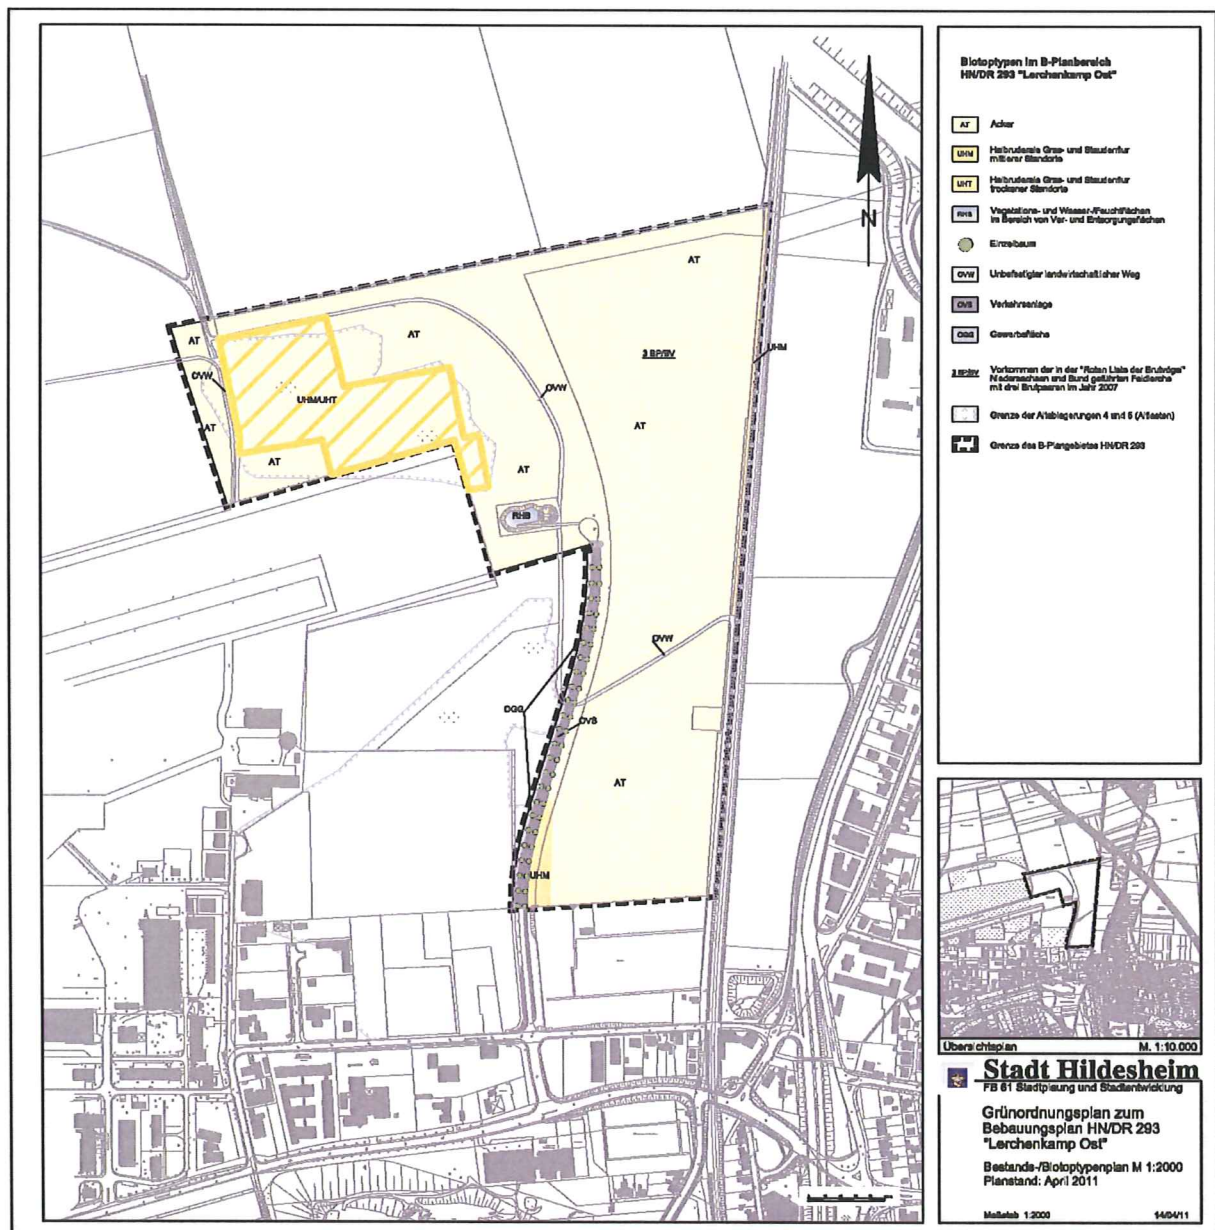 Biotoptypen im B-Planbereich
HN/DR 293 "Lerchenkamp Ost"
AT Acker
UHM Halbruderale Gras- und Staudenflur
mittlerer Standorte
UHT Halbruderale Gras- und Staudenflur
trockener Standorte
RHB Vegetations- und Wasser-/Feuchtflächen
im Bereich von Ver- und Entsorgungsflächen
Einzelbaum
OVW Unbefestigter landwirtschaftlicher Weg
OVS Verkehrsanlage
OGG Gewerbefläche
3 BP/BV Vorkommen der in der "Roten Liste der Brutvögel"
Niedersachsen und Bund geführten Feldlerche
mit drei Brutpaaren im Jahr 2007
Grenze der Altablagerungen 4 und 5 (Altlasten)
Grenze des B-Plangebietes HN/DR 293
N
AT
AT
AT
3 BP/BV
UHM
OVW
UHM/UHT
OVW
AT
AT
AT
AT
RHB
OVW
OGG
OVS
AT
UHM
Übersichtsplan M. 1:10.000
Stadt Hildesheim
FB 61 Stadtplanung und Stadtentwicklung
Grünordnungsplan zum
Bebauungsplan HN/DR 293
"Lerchenkamp Ost"
Bestands-/Biotoptypenplan M 1:2000
Planstand: April 2011
Maßstab 1:2000 14/04/11